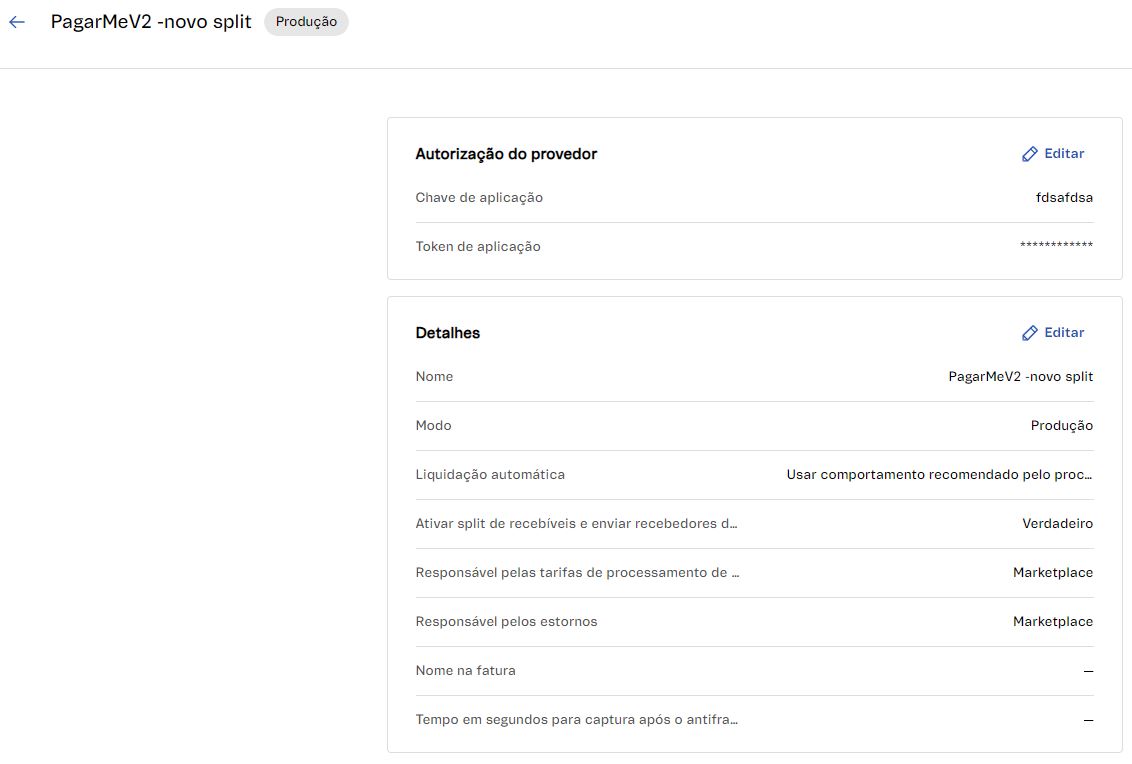 PagarMeV2 -novo split Produção
Autorização do provedor Editar
Chave de aplicação fdsafdsa
Token de aplicação ************
Detalhes Editar
Nome PagarMeV2 -novo split
Modo Produção
Liquidação automática Usar comportamento recomendado pelo proc...
Ativar split de recebíveis e enviar recebedores d... Verdadeiro
Responsável pelas tarifas de processamento de ... Marketplace
Responsável pelos estornos Marketplace
Nome na fatura —
Tempo em segundos para captura após o antifra... —